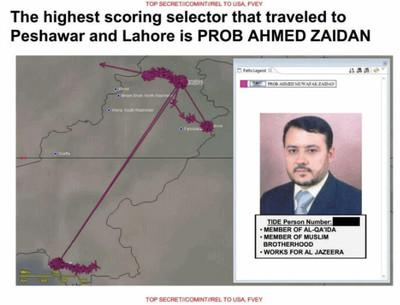 TOP SECRET//COMINT//REL TO USA, FVEY
The highest scoring selector that traveled to
Peshawar and Lahore is PROB AHMED ZAIDAN
Paths Legend
PROB AHMED MUWAFAK ZAIDAN
TIDE Person Number:
• MEMBER OF AL-QA'IDA
• MEMBER OF MUSLIM
BROTHERHOOD
• WORKS FOR AL JAZEERA
TOP SECRET//COMINT//REL TO USA, FVEY